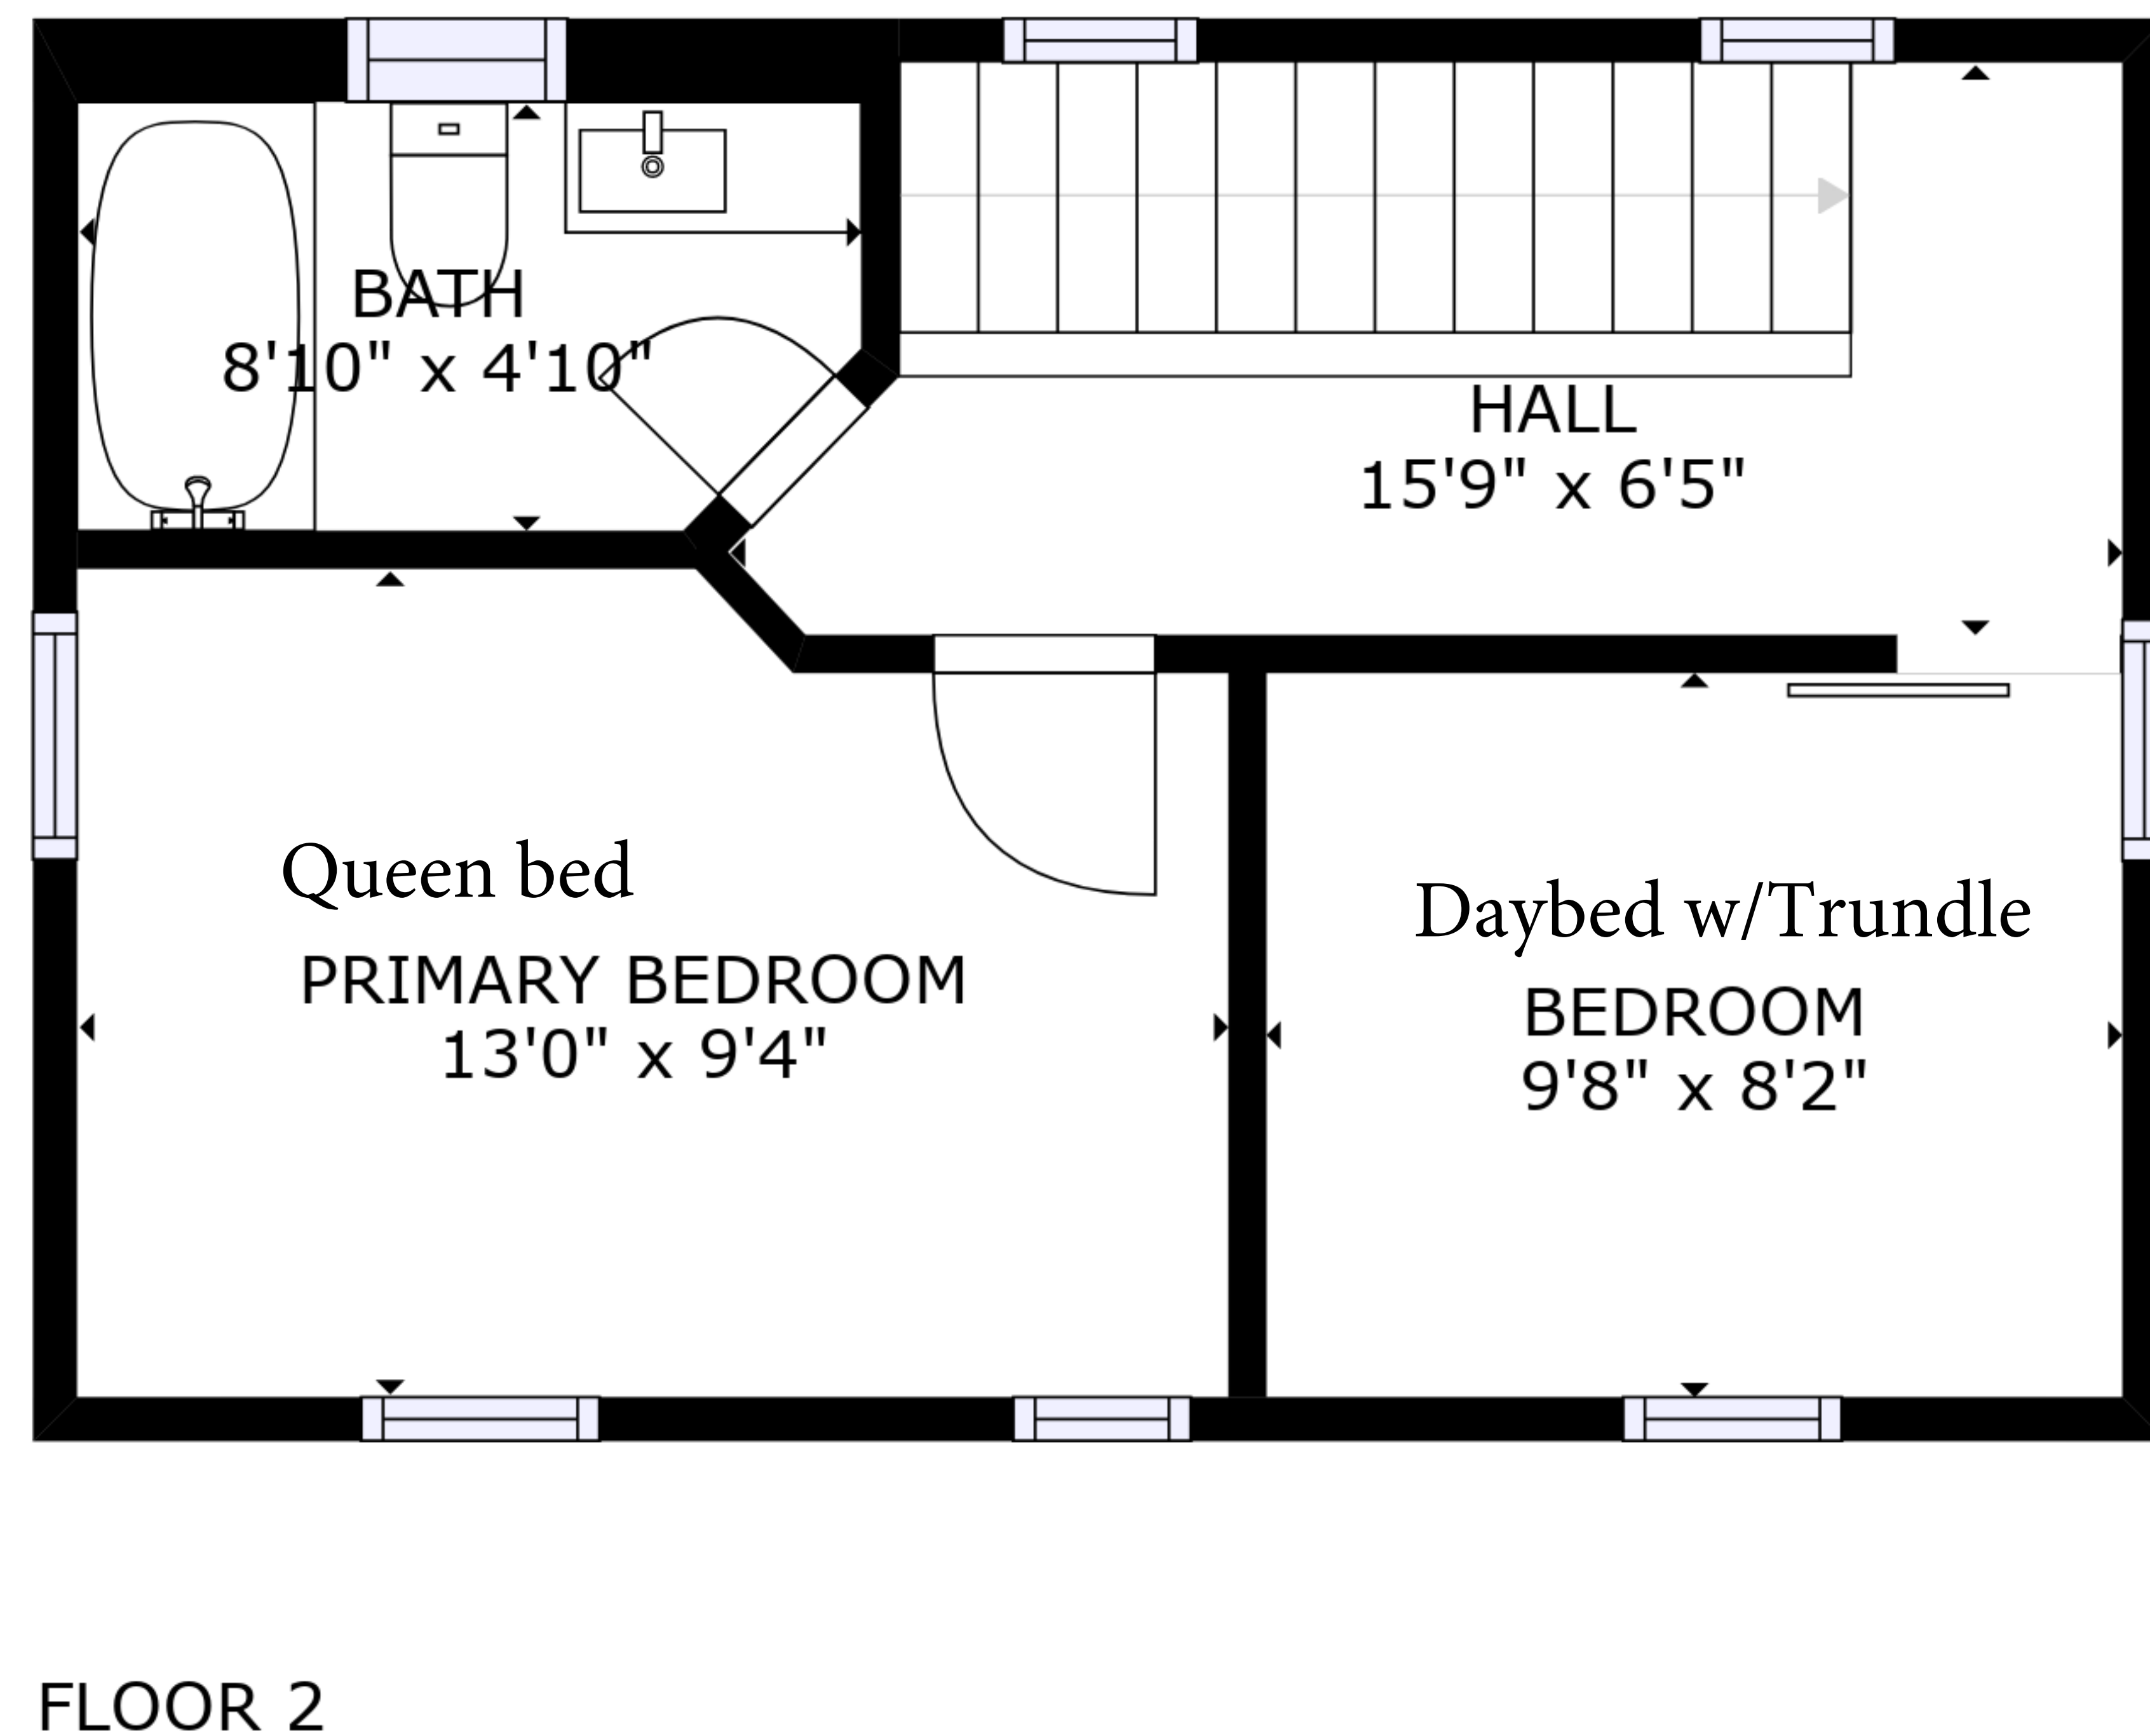 BATH
8'10" x 4'10"
HALL
15'9" x 6'5"
Queen bed
PRIMARY BEDROOM
13'0" x 9'4"
Daybed w/Trundle
BEDROOM
9'8" x 8'2"
FLOOR 2